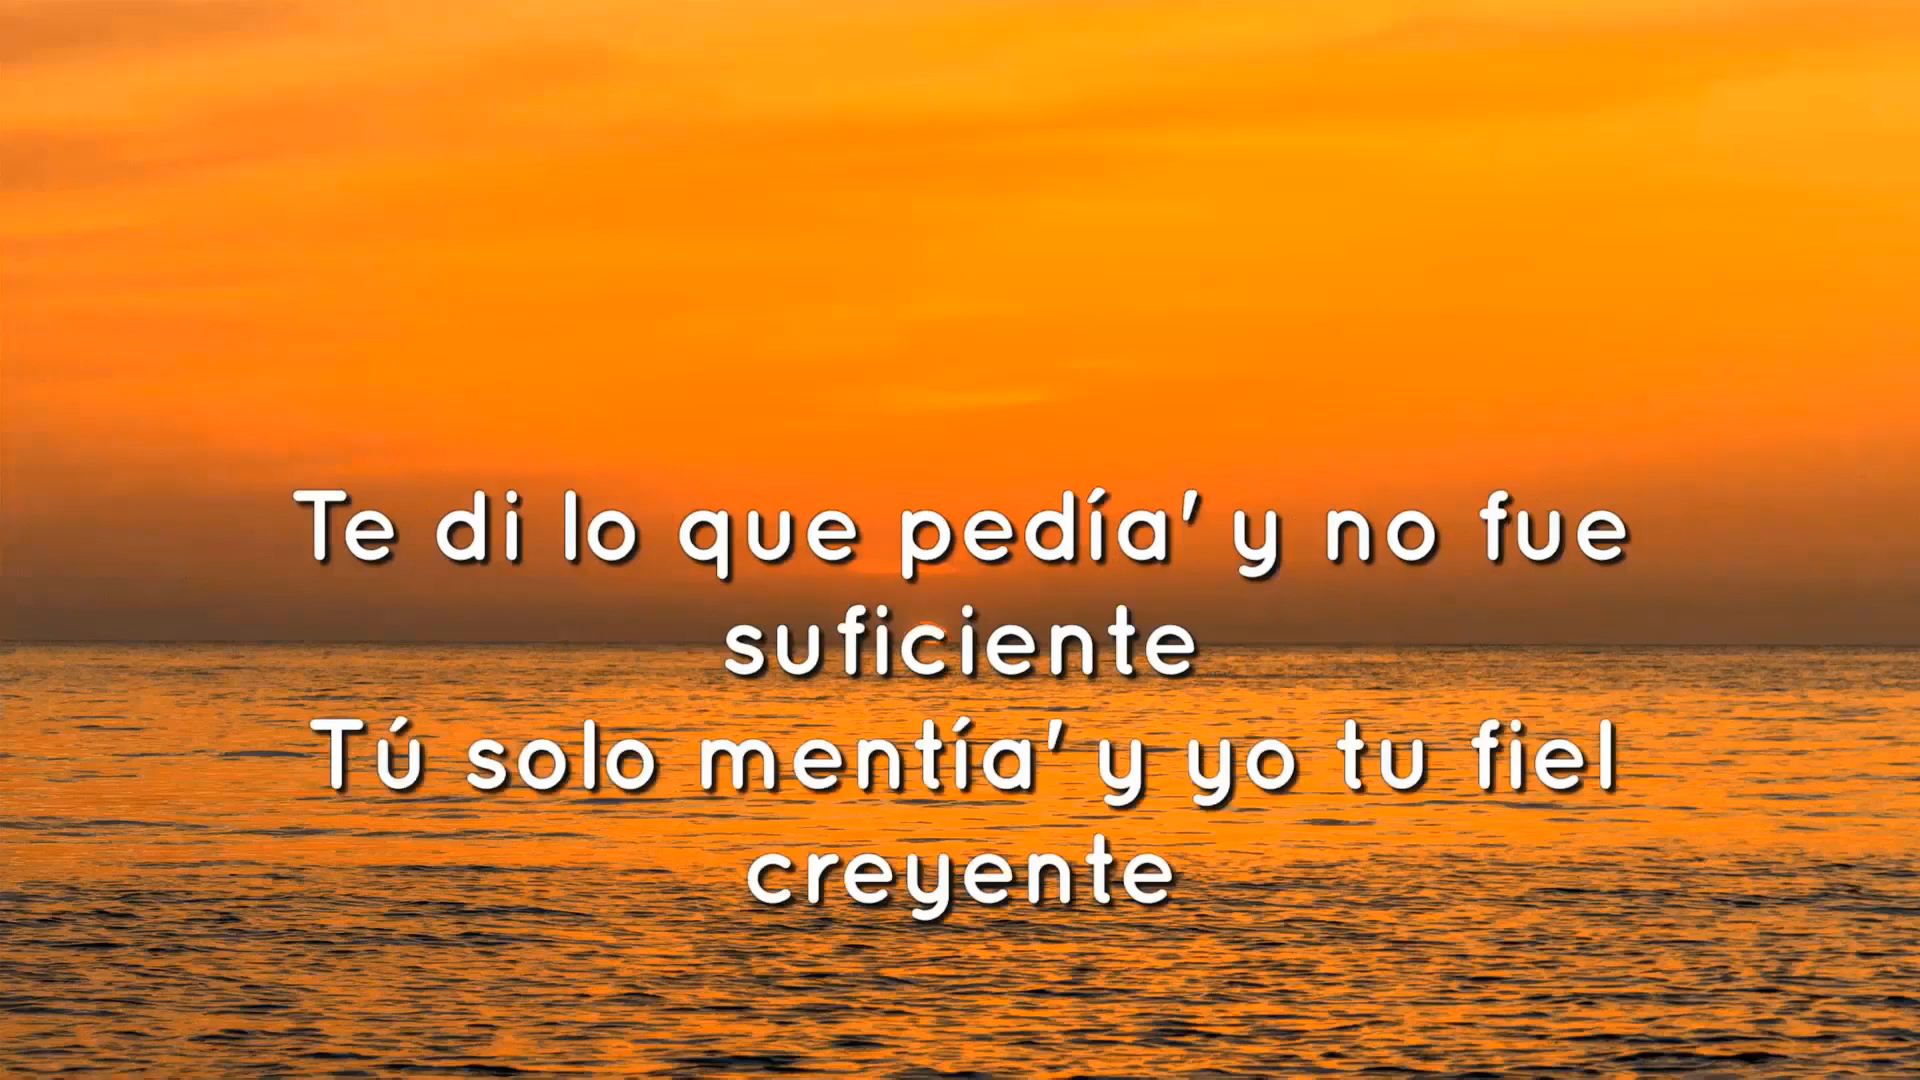 Te di lo que pedía' y no fue
suficiente
Tú solo mentía' y yo tu fiel
creyente